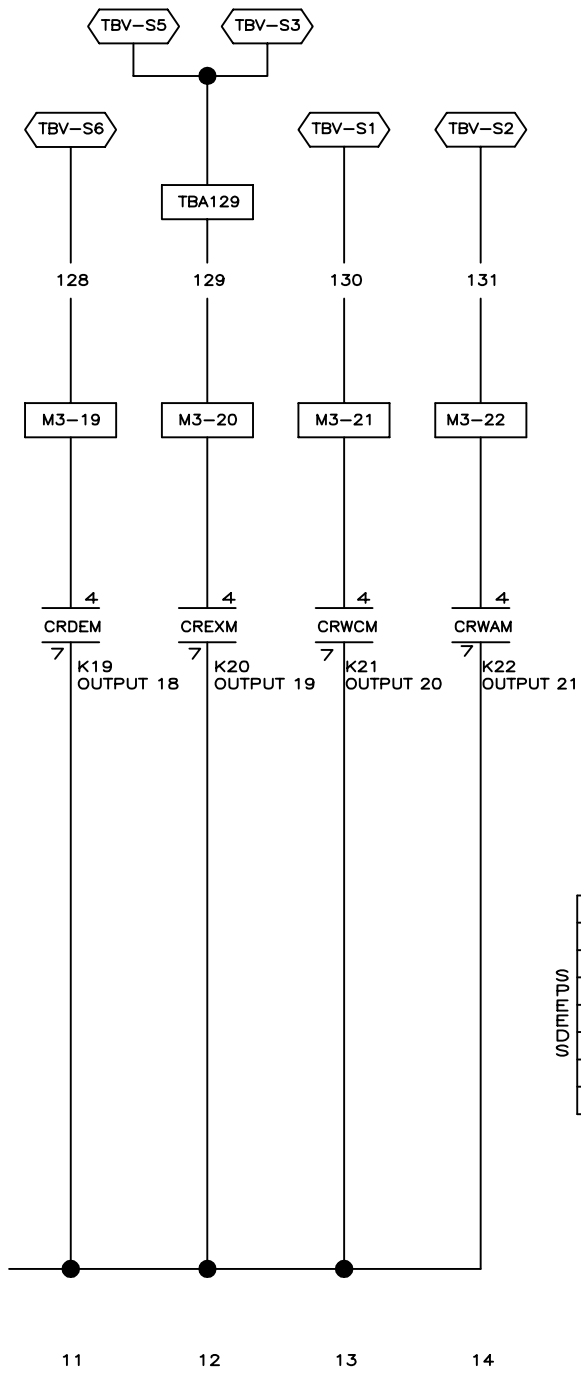 TBV-S5 TBV-S3
TBV-S6 TBV-S1 TBV-S2
TBA129
128 129 130 131
M3-19 M3-20 M3-21 M3-22
4 4 4 4
CRDEM CREXM CRWCM CRWAM
7 7 7 7
K19 K20 K21 K22
OUTPUT 18 OUTPUT 19 OUTPUT 20 OUTPUT 21
SPEEDS
11 12 13 14